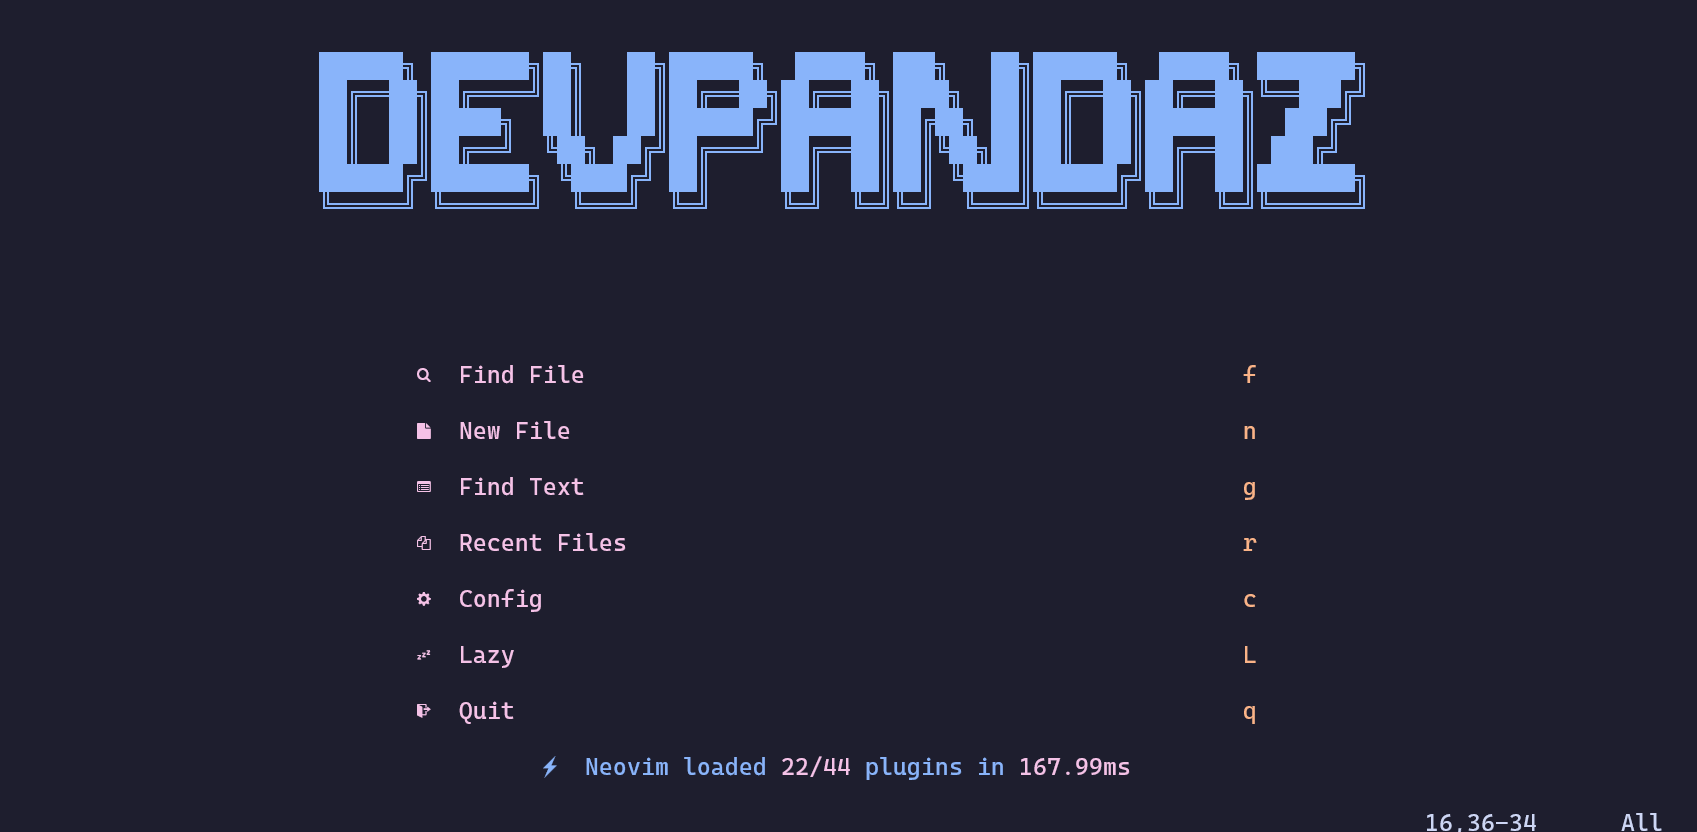 DEVPANDAZ
Find File f
New File n
Find Text g
Recent Files r
Config c
Lazy L
Quit q
Neovim loaded 22/44 plugins in 167.99ms
16,36-34 All